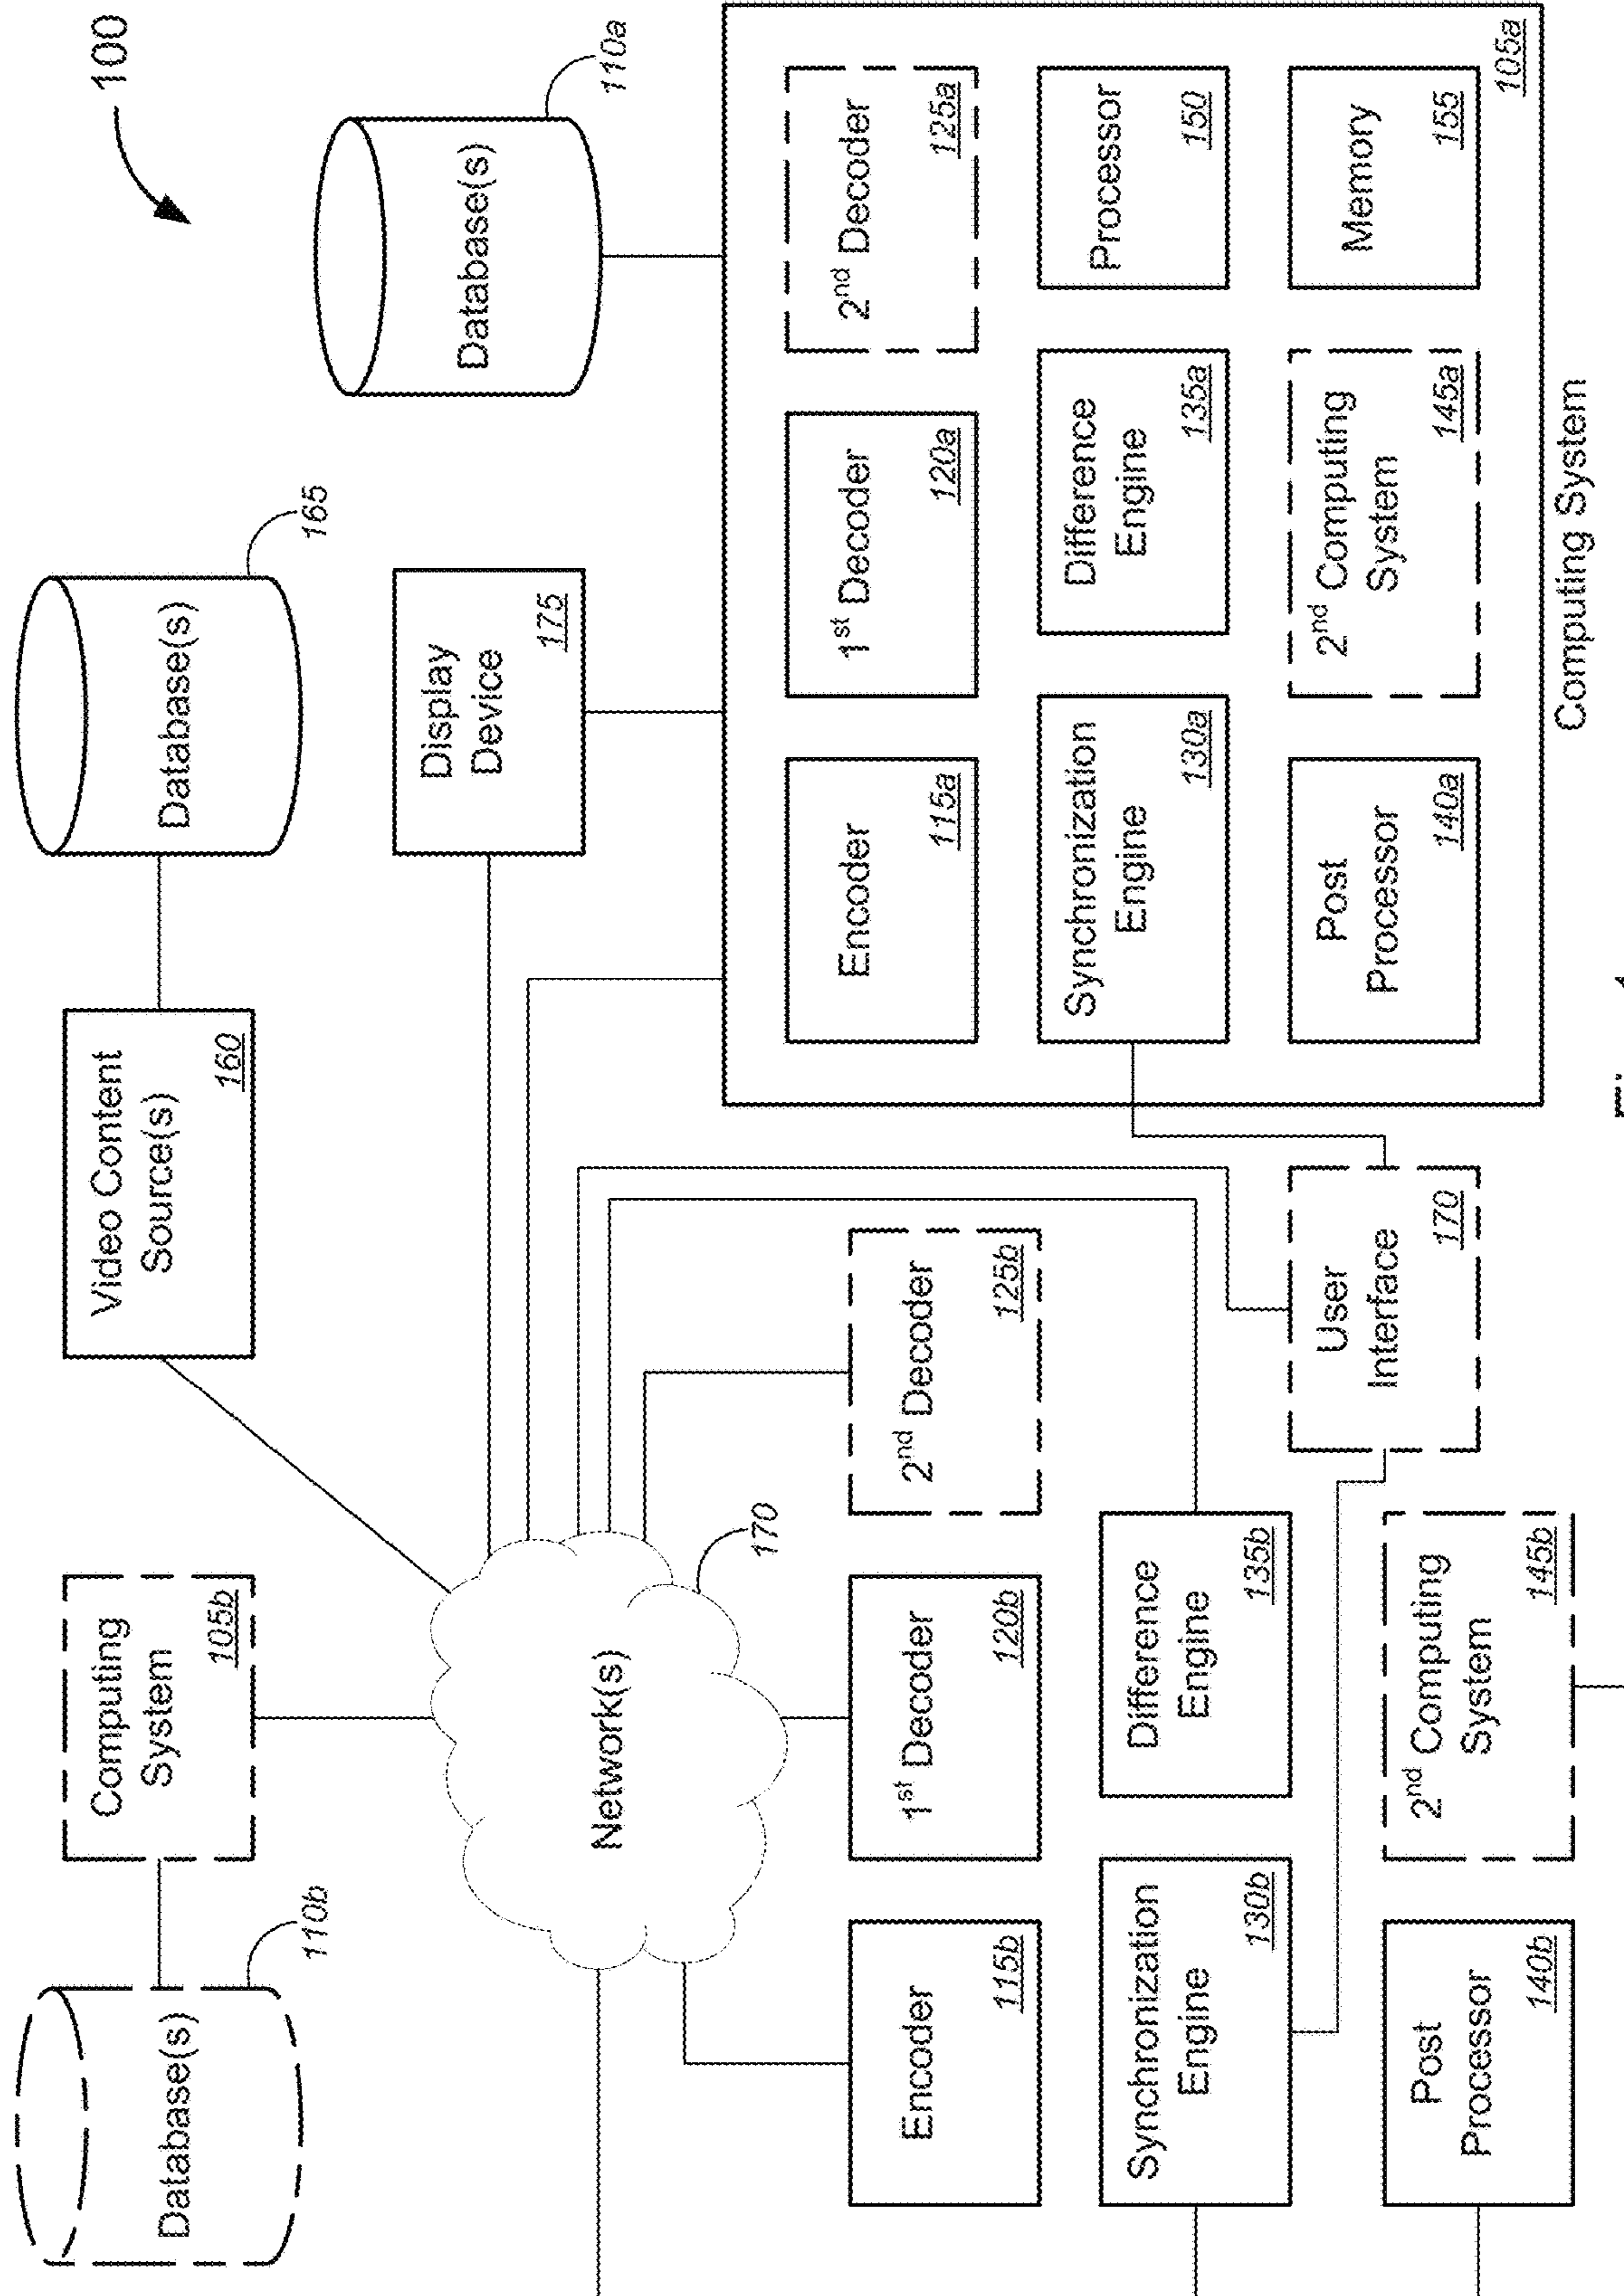 100
Database(s)
110b
Computing
System
105b
Video Content
Source(s)
160
Database(s)
165
Network(s)
170
Display
Device
175
Database(s)
110a
Encoder
115b
1st Decoder
120b
2nd Decoder
125b
Synchronization
Engine
130b
Difference
Engine
135b
Post
Processor
140b
2nd Computing
System
145b
User
Interface
170
Encoder
115a
1st Decoder
120a
2nd Decoder
125a
Synchronization
Engine
130a
Difference
Engine
135a
Processor
150
Post
Processor
140a
2nd Computing
System
145a
Memory
155
105a
Computing System